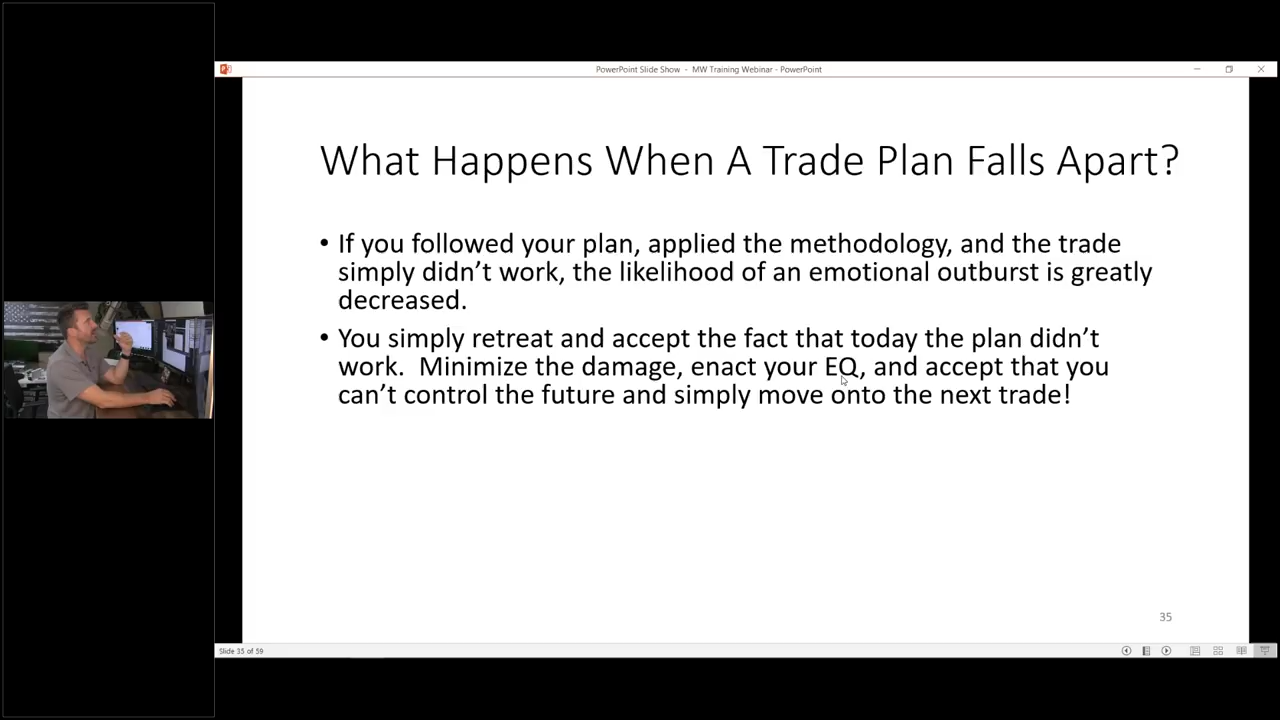 PowerPoint Slide Show - MW Training Webinar - PowerPoint
What Happens When A Trade Plan Falls Apart?
• If you followed your plan, applied the methodology, and the trade
simply didn’t work, the likelihood of an emotional outburst is greatly
decreased.
• You simply retreat and accept the fact that today the plan didn’t
work.  Minimize the damage, enact your EQ, and accept that you
can’t control the future and simply move onto the next trade!
35
Slide 35 of 59